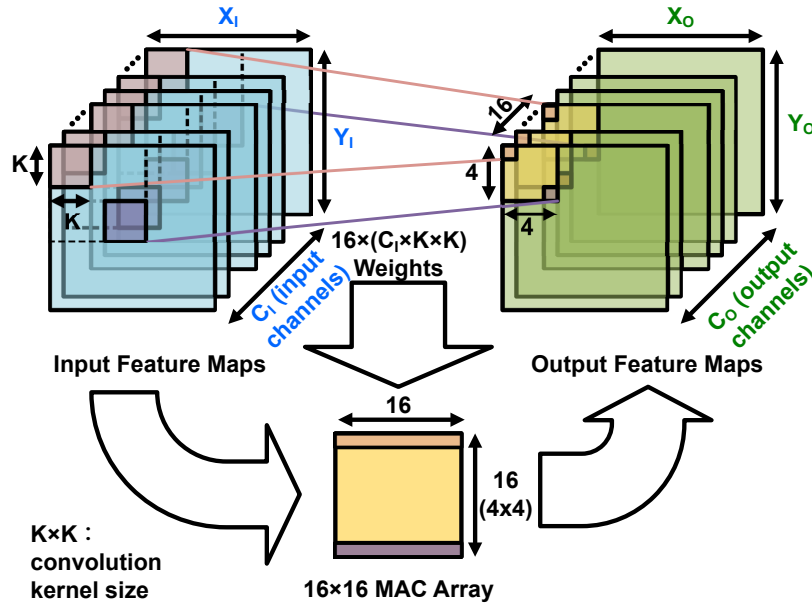 X_I
X_O
16
Y_I
Y_O
K
K
4
4
16×(C_I×K×K)
Weights
C_I (input
channels)
C_O (output
channels)
Input Feature Maps
Output Feature Maps
16
16
(4x4)
K×K :
convolution
kernel size
16×16 MAC Array